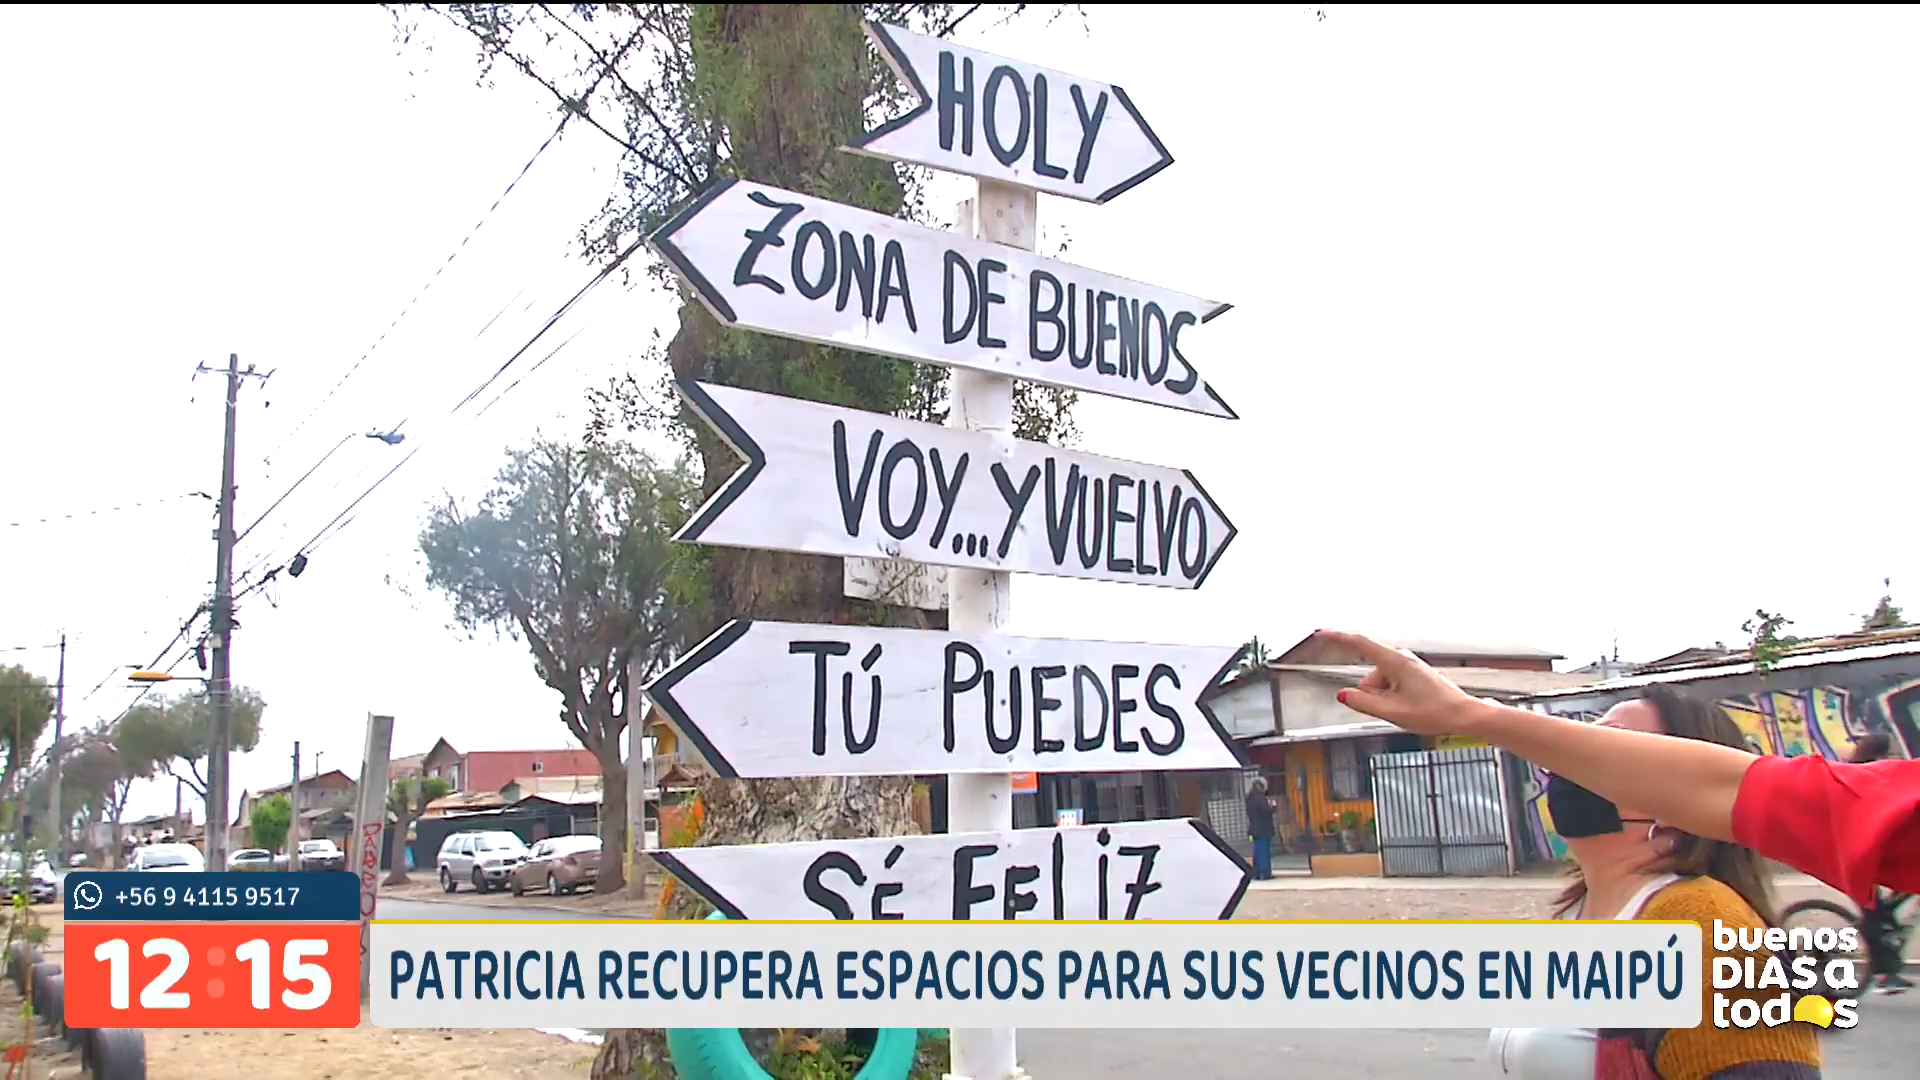 HOLY
ZONA DE BUENOS
VOY...Y VUELVO
TÚ PUEDES
SÉ FELIZ
+56 9 4115 9517
12:15
PATRICIA RECUPERA ESPACIOS PARA SUS VECINOS EN MAIPÚ
buenos
DIAS a
todos